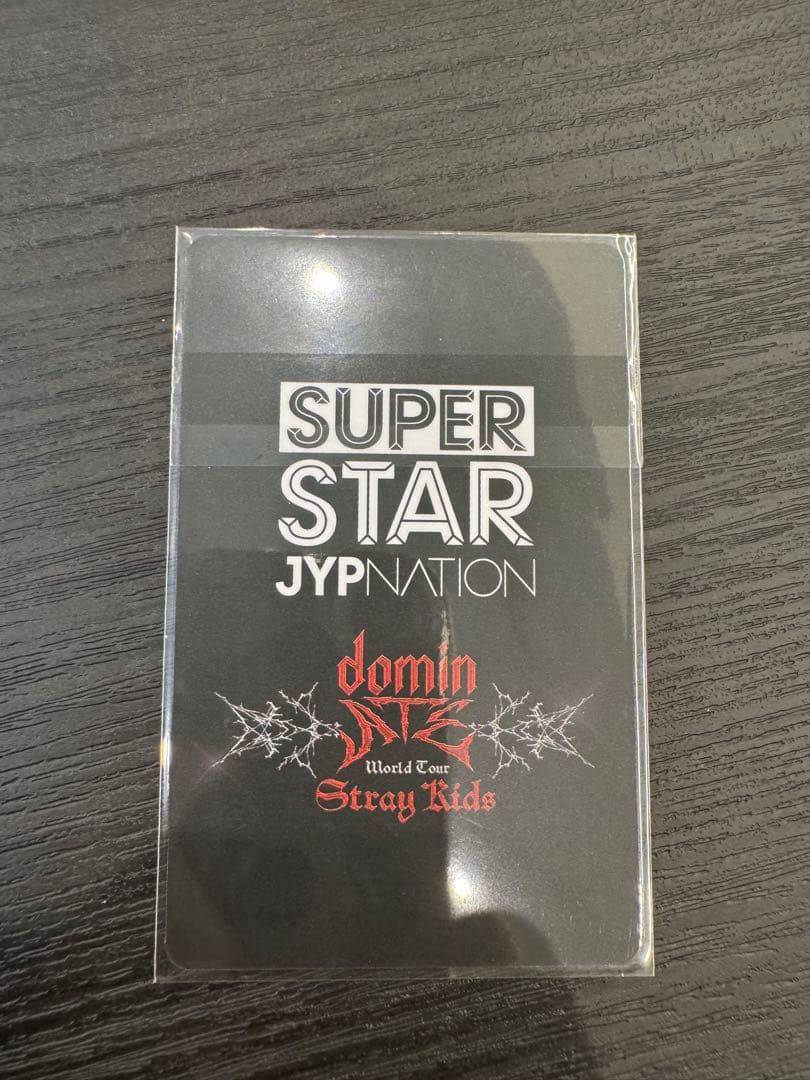 SUPER
STAR
JYPNATION
domin
ATE
World Tour
Stray Kids